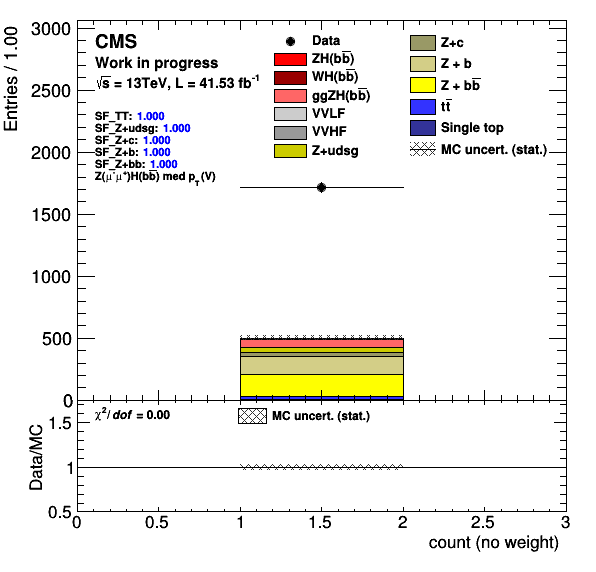 CMS
Work in progress
√s = 13TeV, L = 41.53 fb⁻¹
SF_TT: 1.000
SF_Z+udsg: 1.000
SF_Z+c: 1.000
SF_Z+b: 1.000
SF_Z+bb: 1.000
Z(μ⁻μ⁺)H(bb̅) med p_T(V)
Data
ZH(bb̅)
WH(bb̅)
ggZH(bb̅)
VVLF
VVHF
Z+udsg
Z+c
Z + b
Z + bb̅
tt̅
Single top
MC uncert. (stat.)
Entries / 1.00
3000
2500
2000
1500
1000
500
0
χ²/dof = 0.00
MC uncert. (stat.)
Data/MC
1.5
1
0.5
0 0.5 1 1.5 2 2.5 3
count (no weight)